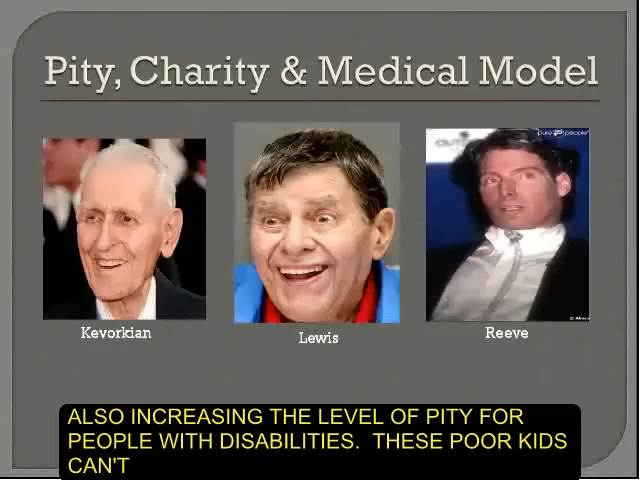 Pity, Charity & Medical Model
Kevorkian
Lewis
Reeve
ALSO INCREASING THE LEVEL OF PITY FOR
PEOPLE WITH DISABILITIES.  THESE POOR KIDS
CAN'T